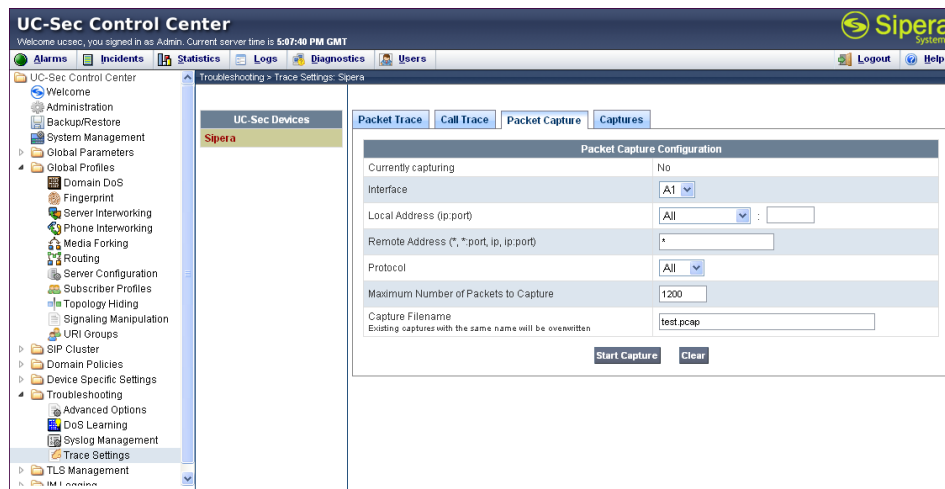 UC-Sec Control Center
Sipera
Systems
Welcome ucsec, you signed in as Admin. Current server time is 5:07:40 PM GMT
Alarms Incidents Statistics Logs Diagnostics Users Logout Help
UC-Sec Control Center
Welcome
Administration
Backup/Restore
System Management
Global Parameters
Global Profiles
Domain DoS
Fingerprint
Server Interworking
Phone Interworking
Media Forking
Routing
Server Configuration
Subscriber Profiles
Topology Hiding
Signaling Manipulation
URI Groups
SIP Cluster
Domain Policies
Device Specific Settings
Troubleshooting
Advanced Options
DoS Learning
Syslog Management
Trace Settings
TLS Management
IM Logging
Troubleshooting > Trace Settings: Sipera
UC-Sec Devices
Sipera
Packet Trace Call Trace Packet Capture Captures
Packet Capture Configuration
Currently capturing No
Interface A1
Local Address (ip:port) All :
Remote Address (*, *:port, ip, ip:port) *
Protocol All
Maximum Number of Packets to Capture 1200
Capture Filename
Existing captures with the same name will be overwritten
test.pcap
Start Capture Clear